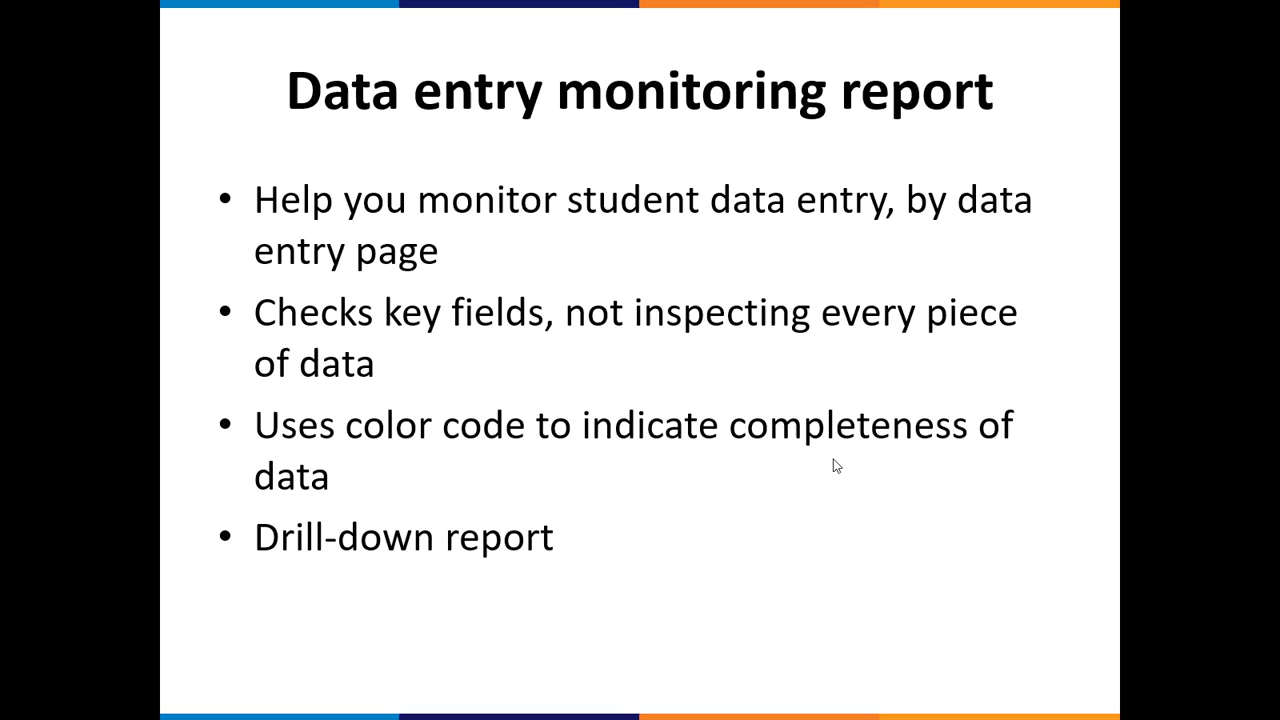 Data entry monitoring report
• Help you monitor student data entry, by data
entry page
• Checks key fields, not inspecting every piece
of data
• Uses color code to indicate completeness of
data
• Drill-down report